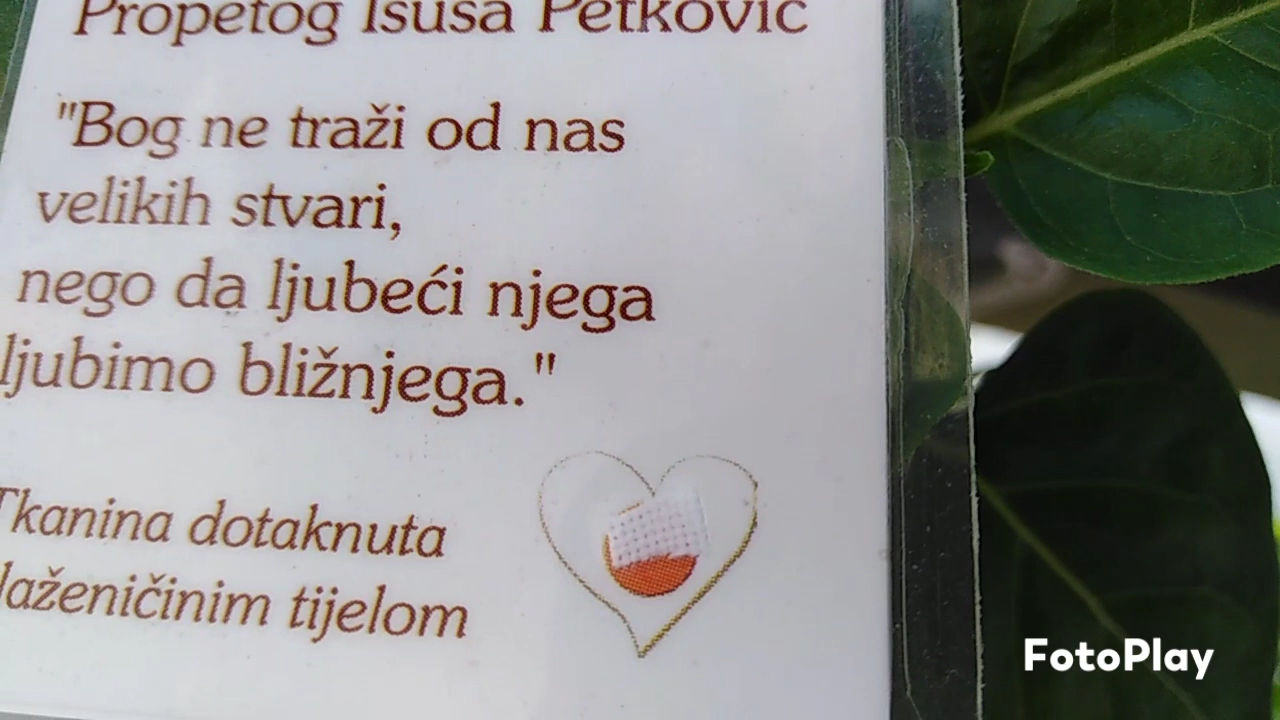 Propetog Isusa Petković
"Bog ne traži od nas
velikih stvari,
nego da ljubeći njega
ljubimo bližnjega."
Tkanina dotaknuta
laženičinim tijelom
FotoPlay